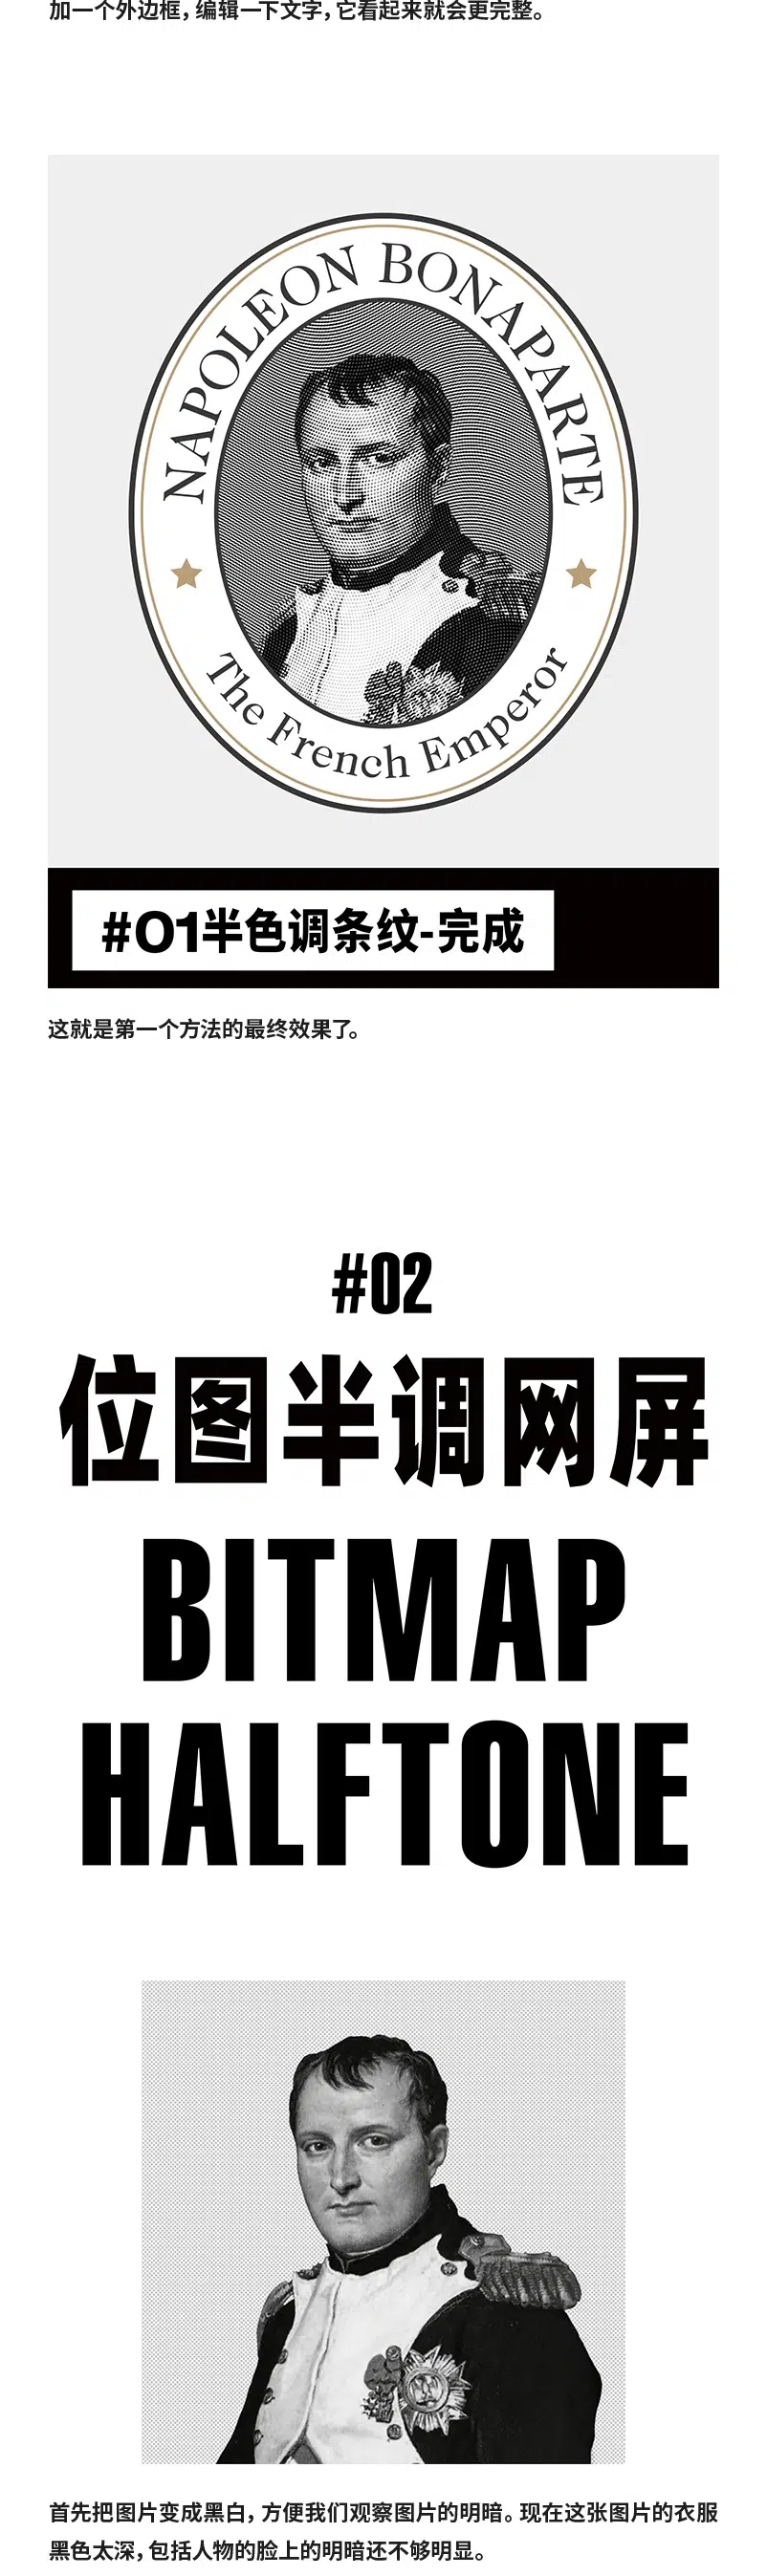 加一个外边框，编辑一下文字，它看起来就会更完整。
NAPOLEON BONAPARTE
The French Emperor
#01半色调条纹-完成
这就是第一个方法的最终效果了。
#02
位图半调网屏
BITMAP
HALFTONE
首先把图片变成黑白，方便我们观察图片的明暗。现在这张图片的衣服
黑色太深，包括人物的脸上的明暗还不够明显。